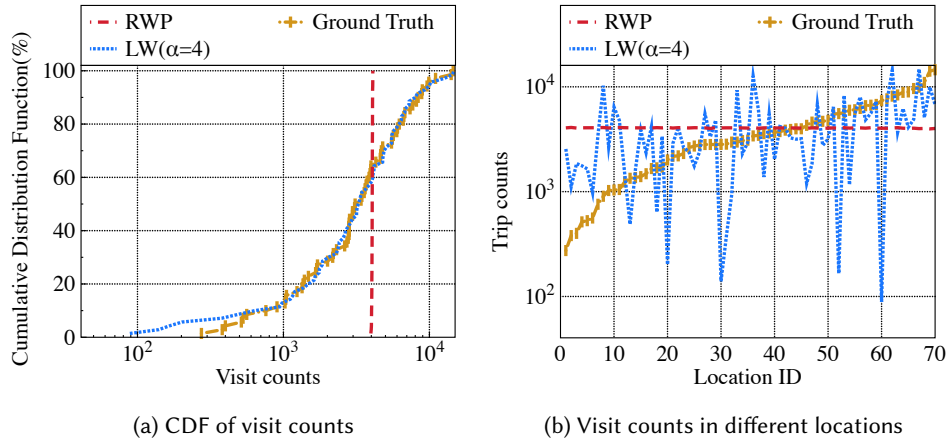 RWP
Ground Truth
LW(α=4)
Cumulative Distribution Function(%)
100
80
60
40
20
0
10²
10³
10⁴
Visit counts
(a) CDF of visit counts
RWP
Ground Truth
LW(α=4)
Trip counts
10⁴
10³
10²
0
10
20
30
40
50
60
70
Location ID
(b) Visit counts in different locations